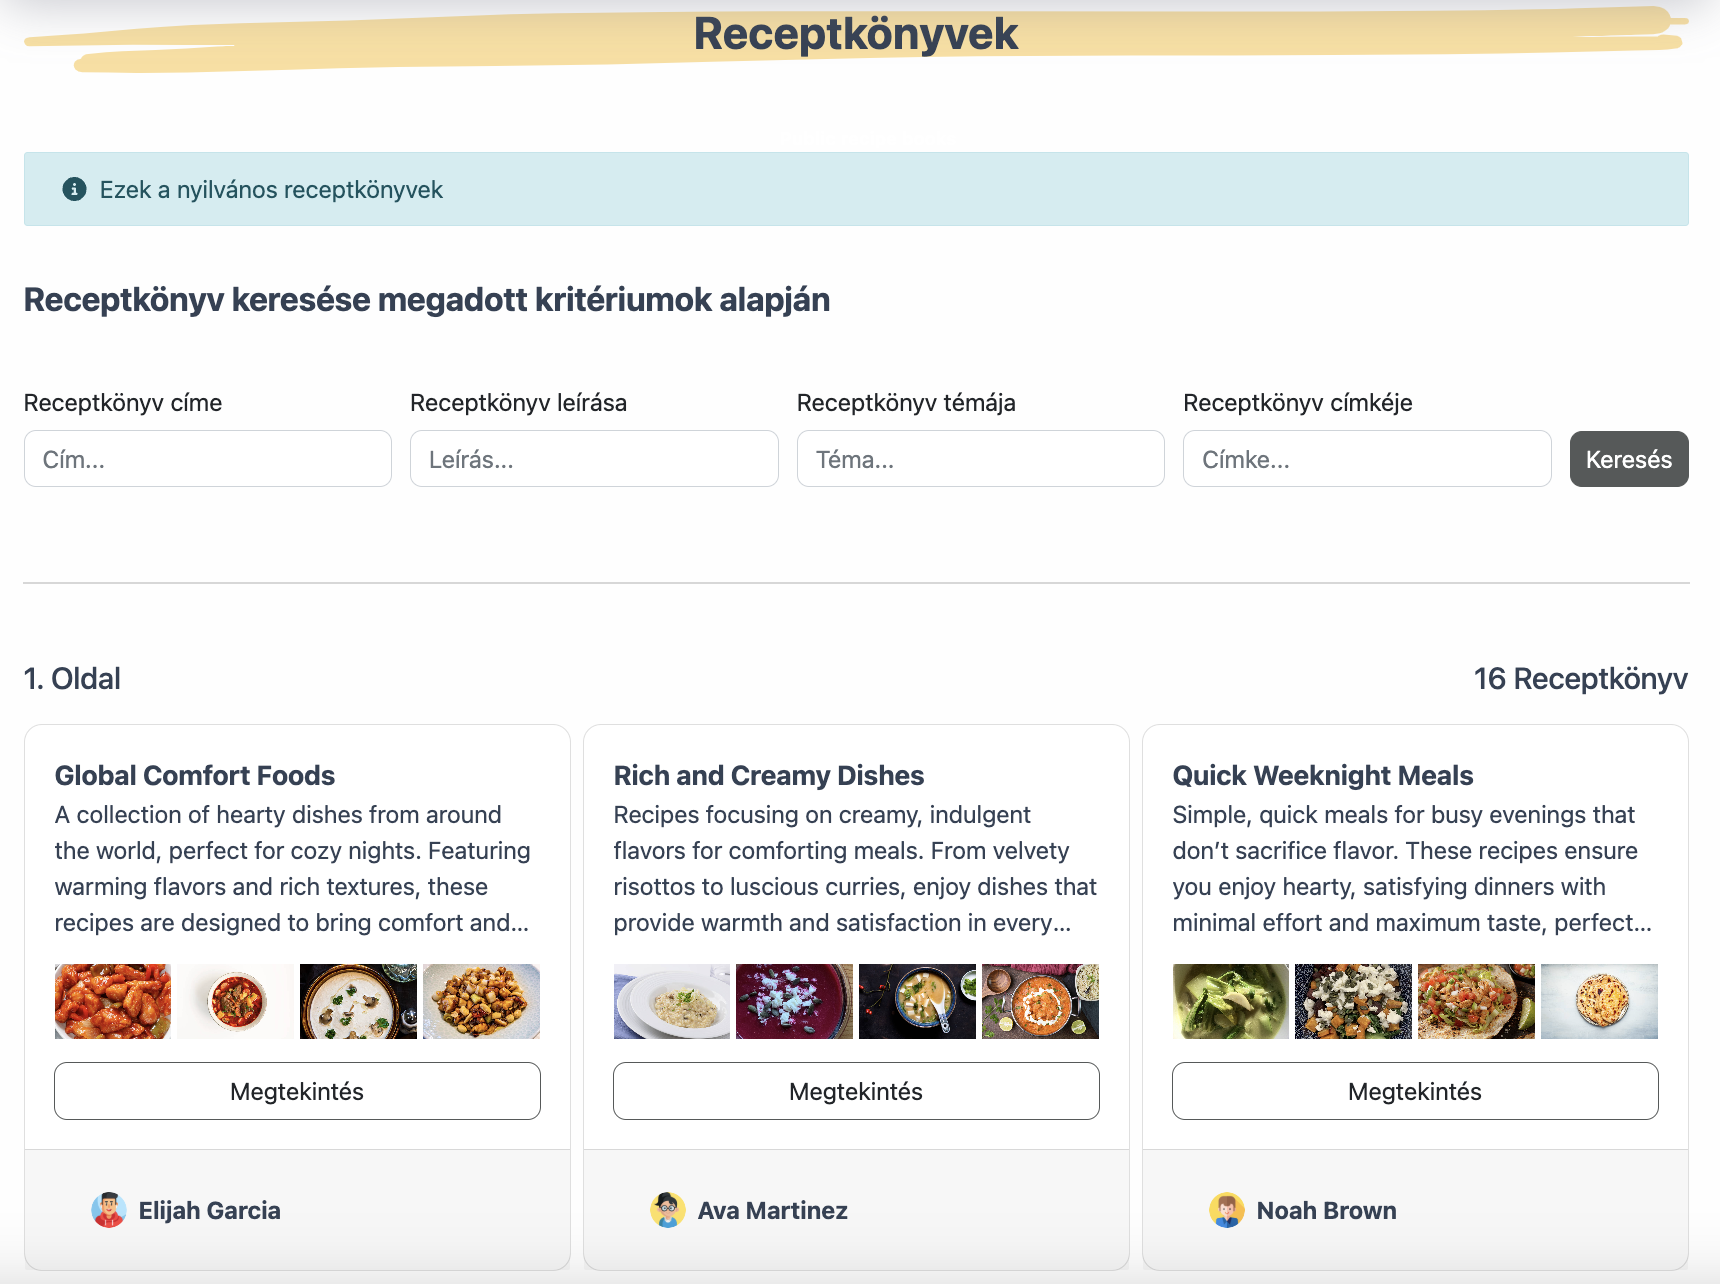 Receptkönyvek
Ezek a nyilvános receptkönyvek
Receptkönyv keresése megadott kritériumok alapján
Receptkönyv címe
Receptkönyv leírása
Receptkönyv témája
Receptkönyv címkéje
Cím...
Leírás...
Téma...
Címke...
Keresés
1. Oldal
16 Receptkönyv
Global Comfort Foods
A collection of hearty dishes from around
the world, perfect for cozy nights. Featuring
warming flavors and rich textures, these
recipes are designed to bring comfort and...
Megtekintés
Elijah Garcia
Rich and Creamy Dishes
Recipes focusing on creamy, indulgent
flavors for comforting meals. From velvety
risottos to luscious curries, enjoy dishes that
provide warmth and satisfaction in every...
Megtekintés
Ava Martinez
Quick Weeknight Meals
Simple, quick meals for busy evenings that
don’t sacrifice flavor. These recipes ensure
you enjoy hearty, satisfying dinners with
minimal effort and maximum taste, perfect...
Megtekintés
Noah Brown